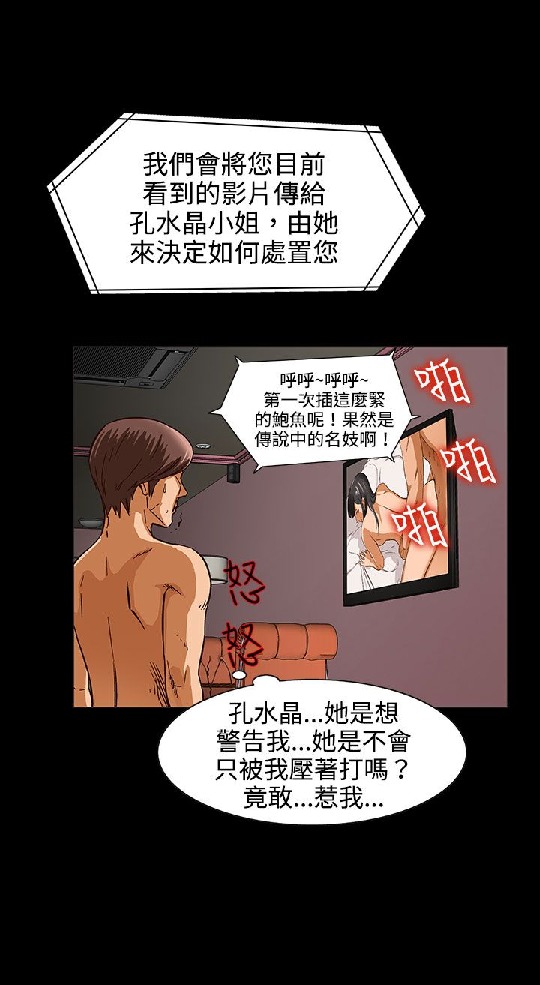 我們會將您目前
看到的影片傳給
孔水晶小姐，由她
來決定如何處置您
呼呼~呼呼~
第一次插這麼緊
的鮑魚呢！果然是
傳說中的名妓啊！
啪
啪
啪
怒
怒
孔水晶...她是想
警告我...她是不會
只被我壓著打嗎？
竟敢...惹我...